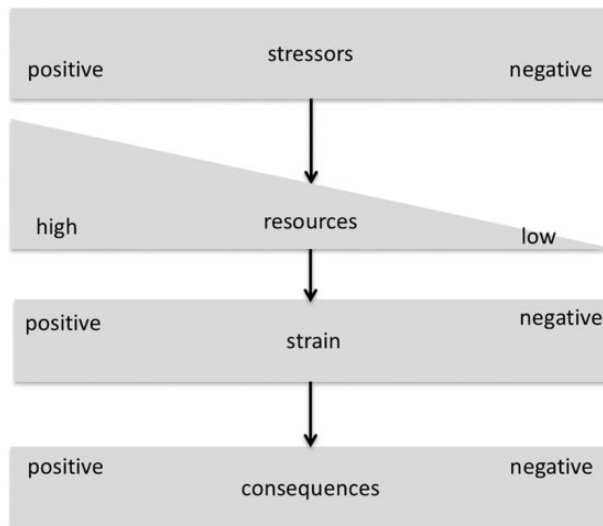 stressors
positive negative
resources
high low
positive negative
strain
positive negative
consequences